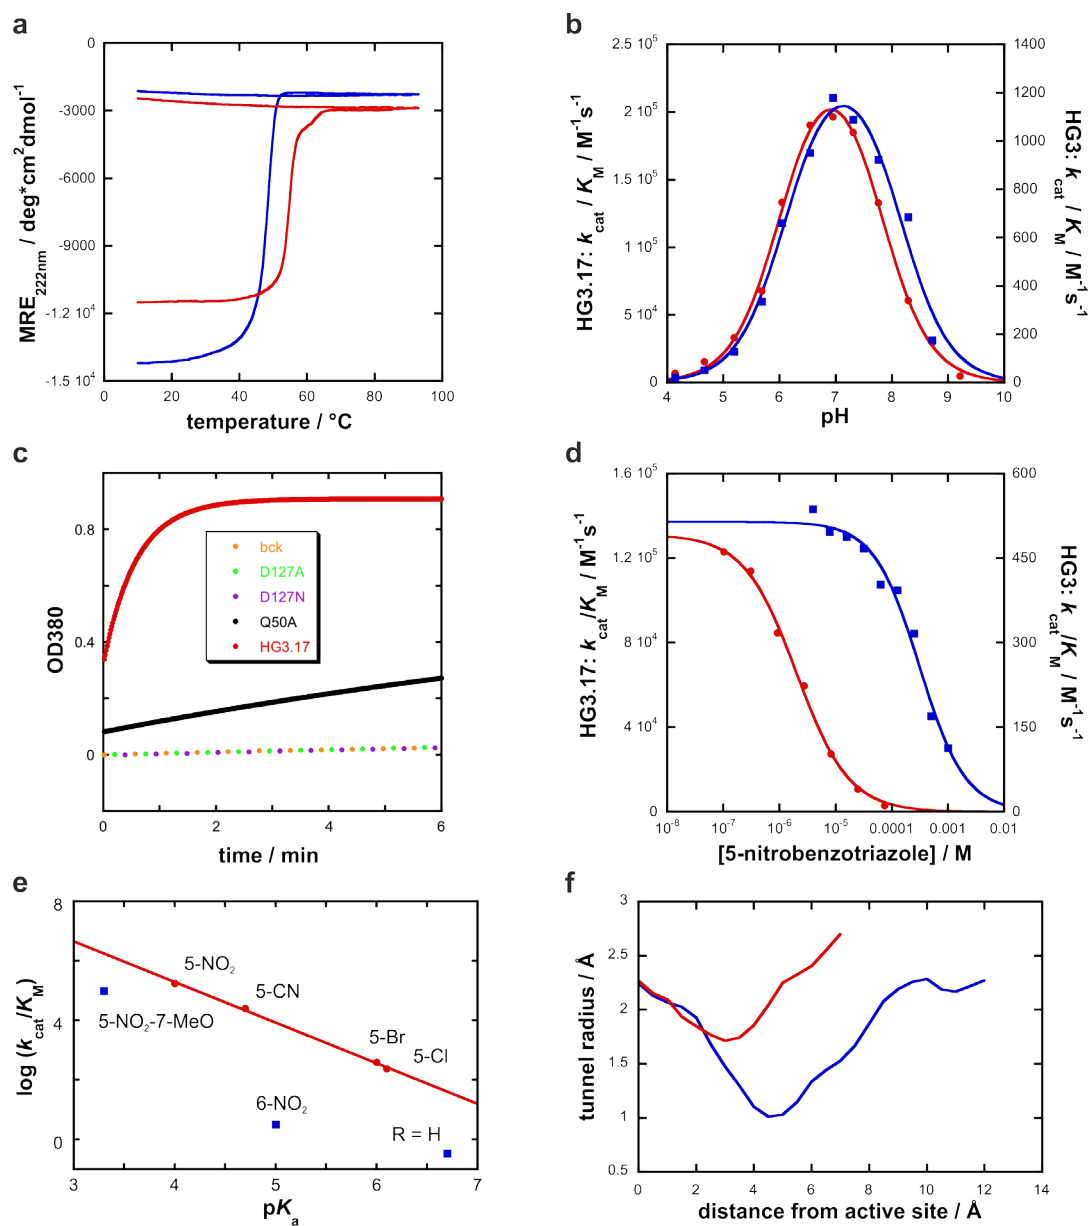 a
0
-3000
-6000
-9000
-1.2 10⁴
-1.5 10⁴
0 20 40 60 80 100
MRE222nm / deg*cm²dmol⁻¹
temperature / °C
b
2.5 10⁵
2 10⁵
1.5 10⁵
1 10⁵
5 10⁴
0
1400
1200
1000
800
600
400
200
0
4 5 6 7 8 9 10
HG3.17: kcat / KM / M⁻¹s⁻¹
HG3: kcat / KM / M⁻¹s⁻¹
pH
c
0.8
0.4
0
bck
D127A
D127N
Q50A
HG3.17
0 2 4 6
OD380
time / min
d
1.6 10⁵
1.2 10⁵
8 10⁴
4 10⁴
0
600
450
300
150
0
10⁻⁸ 10⁻⁷ 10⁻⁶ 10⁻⁵ 0.0001 0.001 0.01
HG3.17: kcat/KM / M⁻¹s⁻¹
HG3: kcat/KM / M⁻¹s⁻¹
[5-nitrobenzotriazole] / M
e
8
4
0
5-NO₂
5-CN
5-NO₂-7-MeO
5-Br
5-Cl
6-NO₂
R = H
3 4 5 6 7
log (kcat/KM)
pKa
f
3
2.5
2
1.5
1
0.5
0 2 4 6 8 10 12 14
tunnel radius / Å
distance from active site / Å